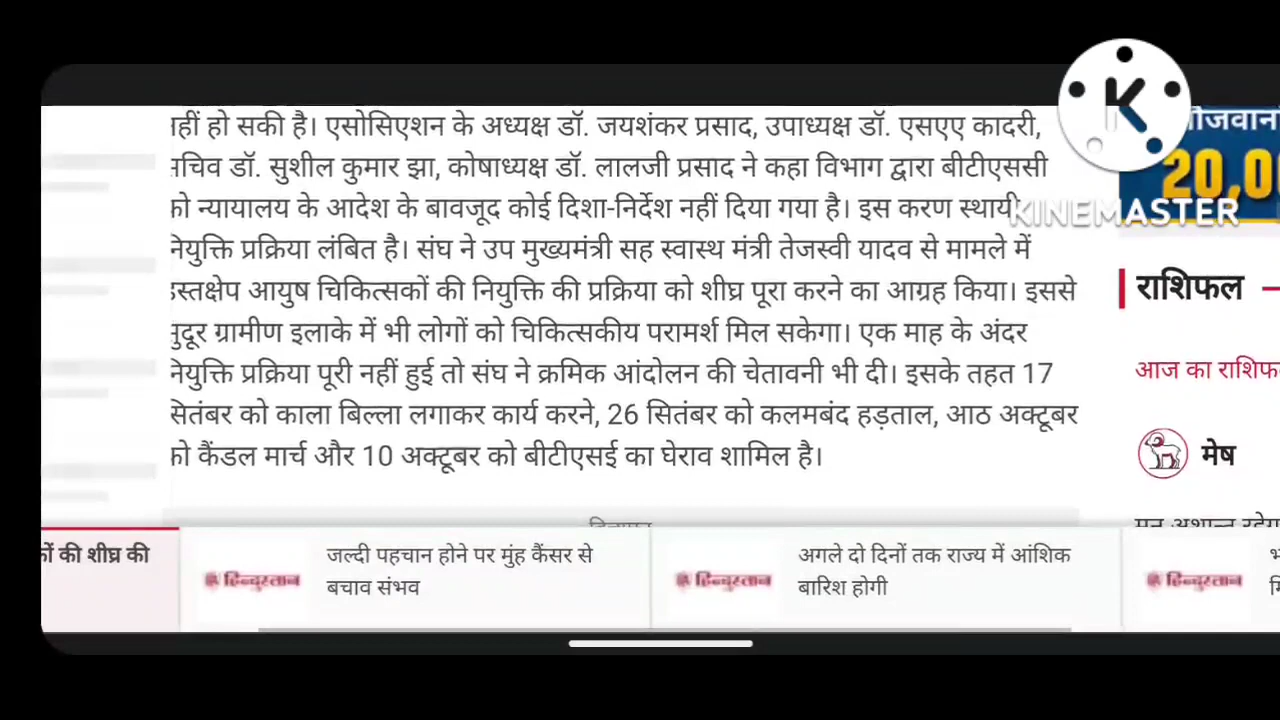 नहीं हो सकी है। एसोसिएशन के अध्यक्ष डॉ. जयशंकर प्रसाद, उपाध्यक्ष डॉ. एसएए कादरी,
सचिव डॉ. सुशील कुमार झा, कोषाध्यक्ष डॉ. लालजी प्रसाद ने कहा विभाग द्वारा बीटीएससी
को न्यायालय के आदेश के बावजूद कोई दिशा-निर्देश नहीं दिया गया है। इस करण स्थायी
नियुक्ति प्रक्रिया लंबित है। संघ ने उप मुख्यमंत्री सह स्वास्थ मंत्री तेजस्वी यादव से मामले में
हस्तक्षेप आयुष चिकित्सकों की नियुक्ति की प्रक्रिया को शीघ्र पूरा करने का आग्रह किया। इससे
सुदूर ग्रामीण इलाके में भी लोगों को चिकित्सकीय परामर्श मिल सकेगा। एक माह के अंदर
नियुक्ति प्रक्रिया पूरी नहीं हुई तो संघ ने क्रमिक आंदोलन की चेतावनी भी दी। इसके तहत 17
सितंबर को काला बिल्ला लगाकर कार्य करने, 26 सितंबर को कलमबंद हड़ताल, आठ अक्टूबर
को कैंडल मार्च और 10 अक्टूबर को बीटीएसई का घेराव शामिल है।
KINEMASTER
20,0
राशिफल
आज का राशिफ
मेष
की शीघ्र की
हिन्दुस्तान
जल्दी पहचान होने पर मुंह कैंसर से
बचाव संभव
हिन्दुस्तान
अगले दो दिनों तक राज्य में आंशिक
बारिश होगी
हिन्दुस्तान